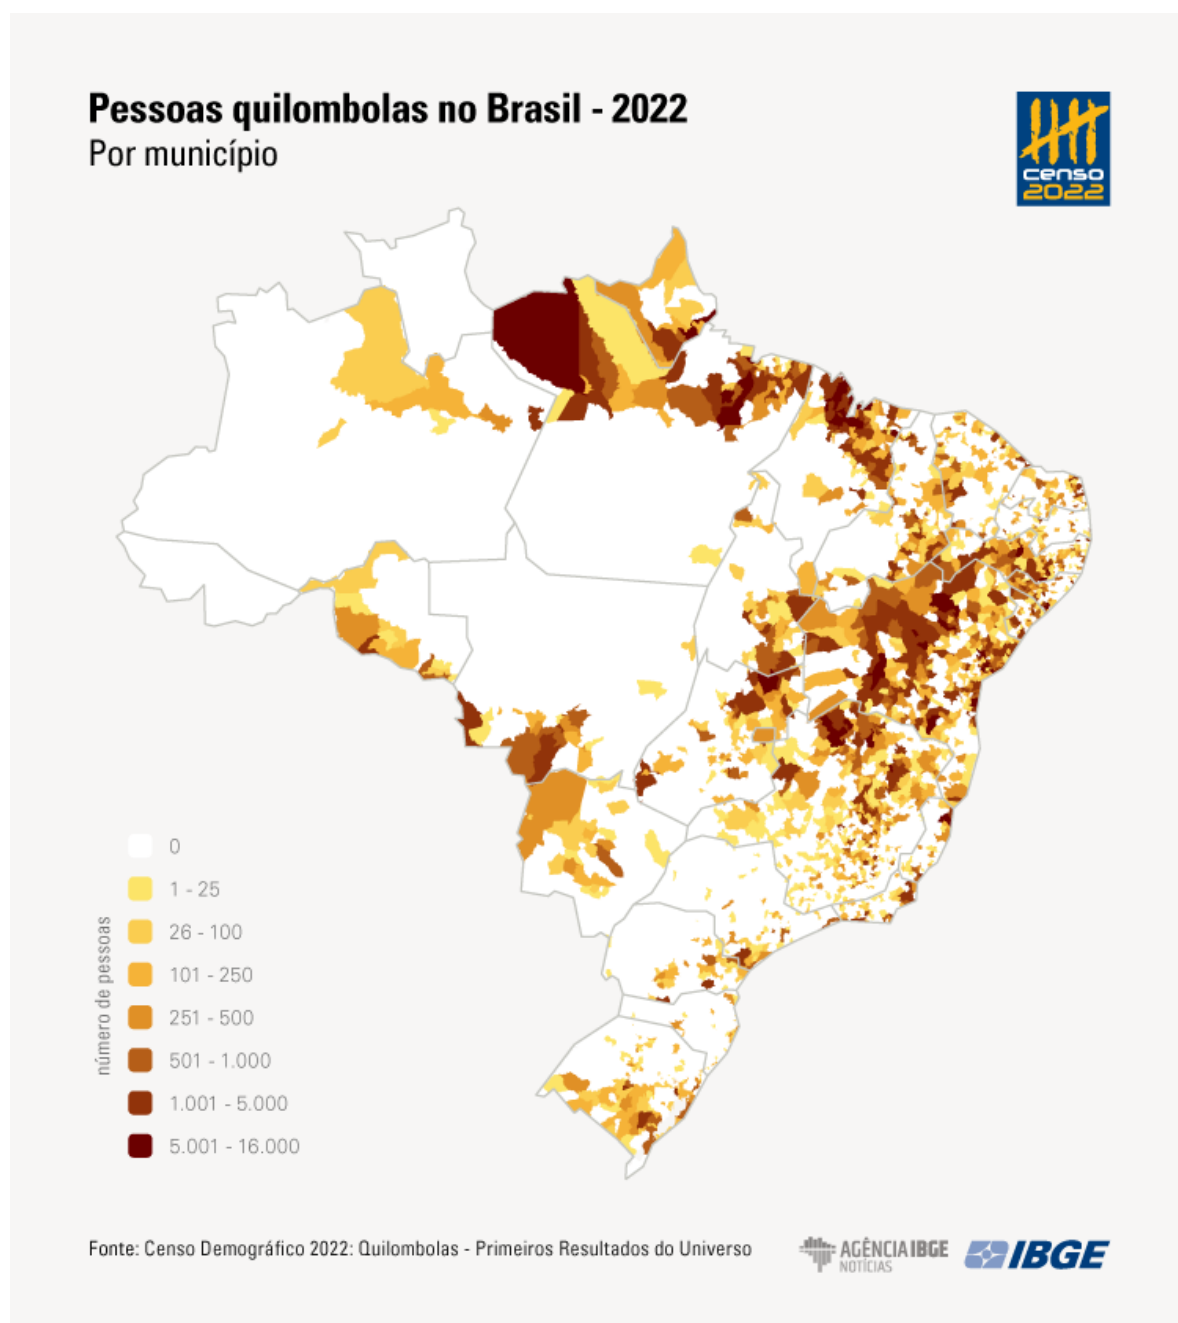 Pessoas quilombolas no Brasil - 2022
Por município
censo
2022
número de pessoas
0
1 - 25
26 - 100
101 - 250
251 - 500
501 - 1.000
1.001 - 5.000
5.001 - 16.000
Fonte: Censo Demográfico 2022: Quilombolas - Primeiros Resultados do Universo
AGÊNCIA IBGE
NOTÍCIAS
IBGE